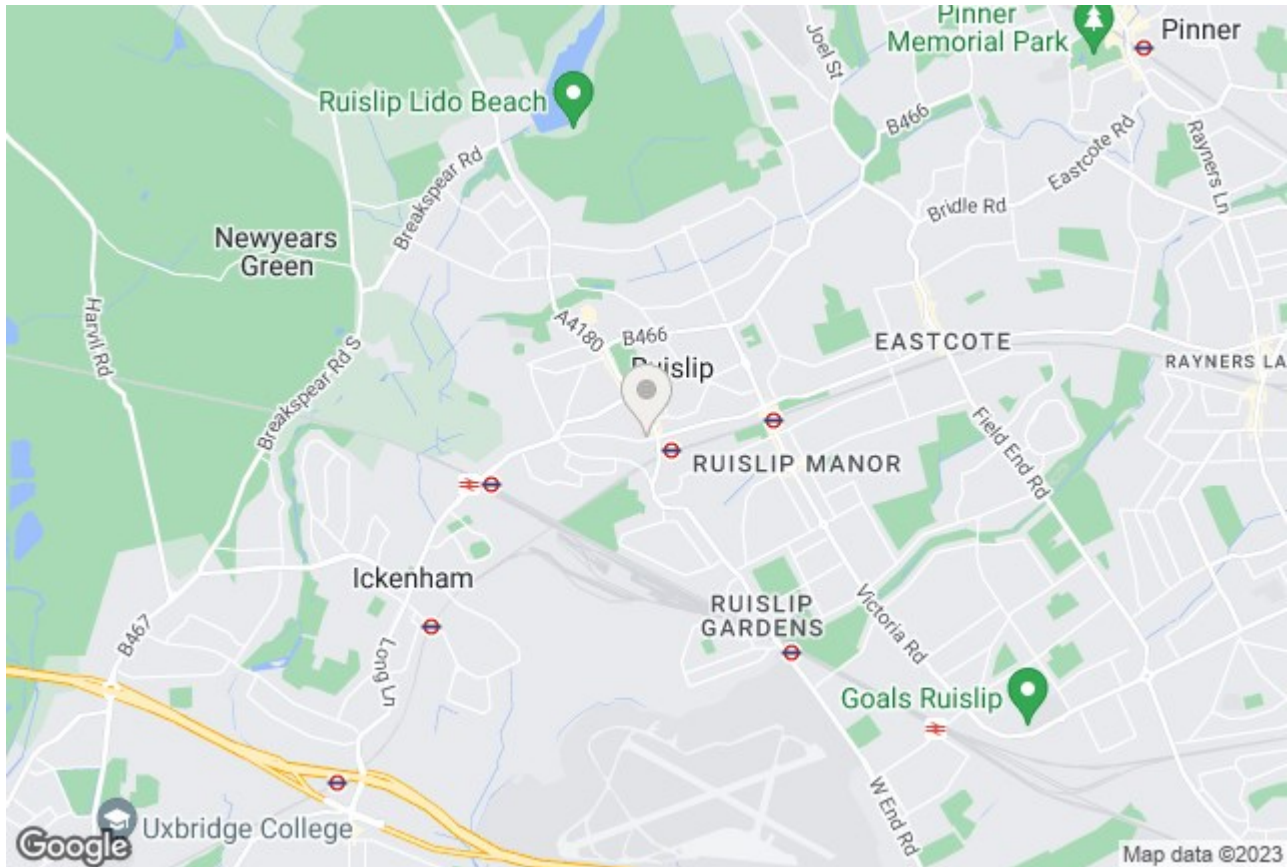 Pinner
Memorial Park
Pinner
Joel St
Ruislip Lido Beach
B466
Rayners Ln
Eastcote Rd
Breakspear Rd
Bridle Rd
Newyears
Green
Harvil Rd
A4180
B466
EASTCOTE
Ruislip
RAYNERS LA
Breakspear Rd S
Field End Rd
RUISLIP MANOR
Ickenham
Victoria Rd
RUISLIP
GARDENS
B467
Long Ln
Goals Ruislip
W End Rd
Uxbridge College
Google
Map data ©2023